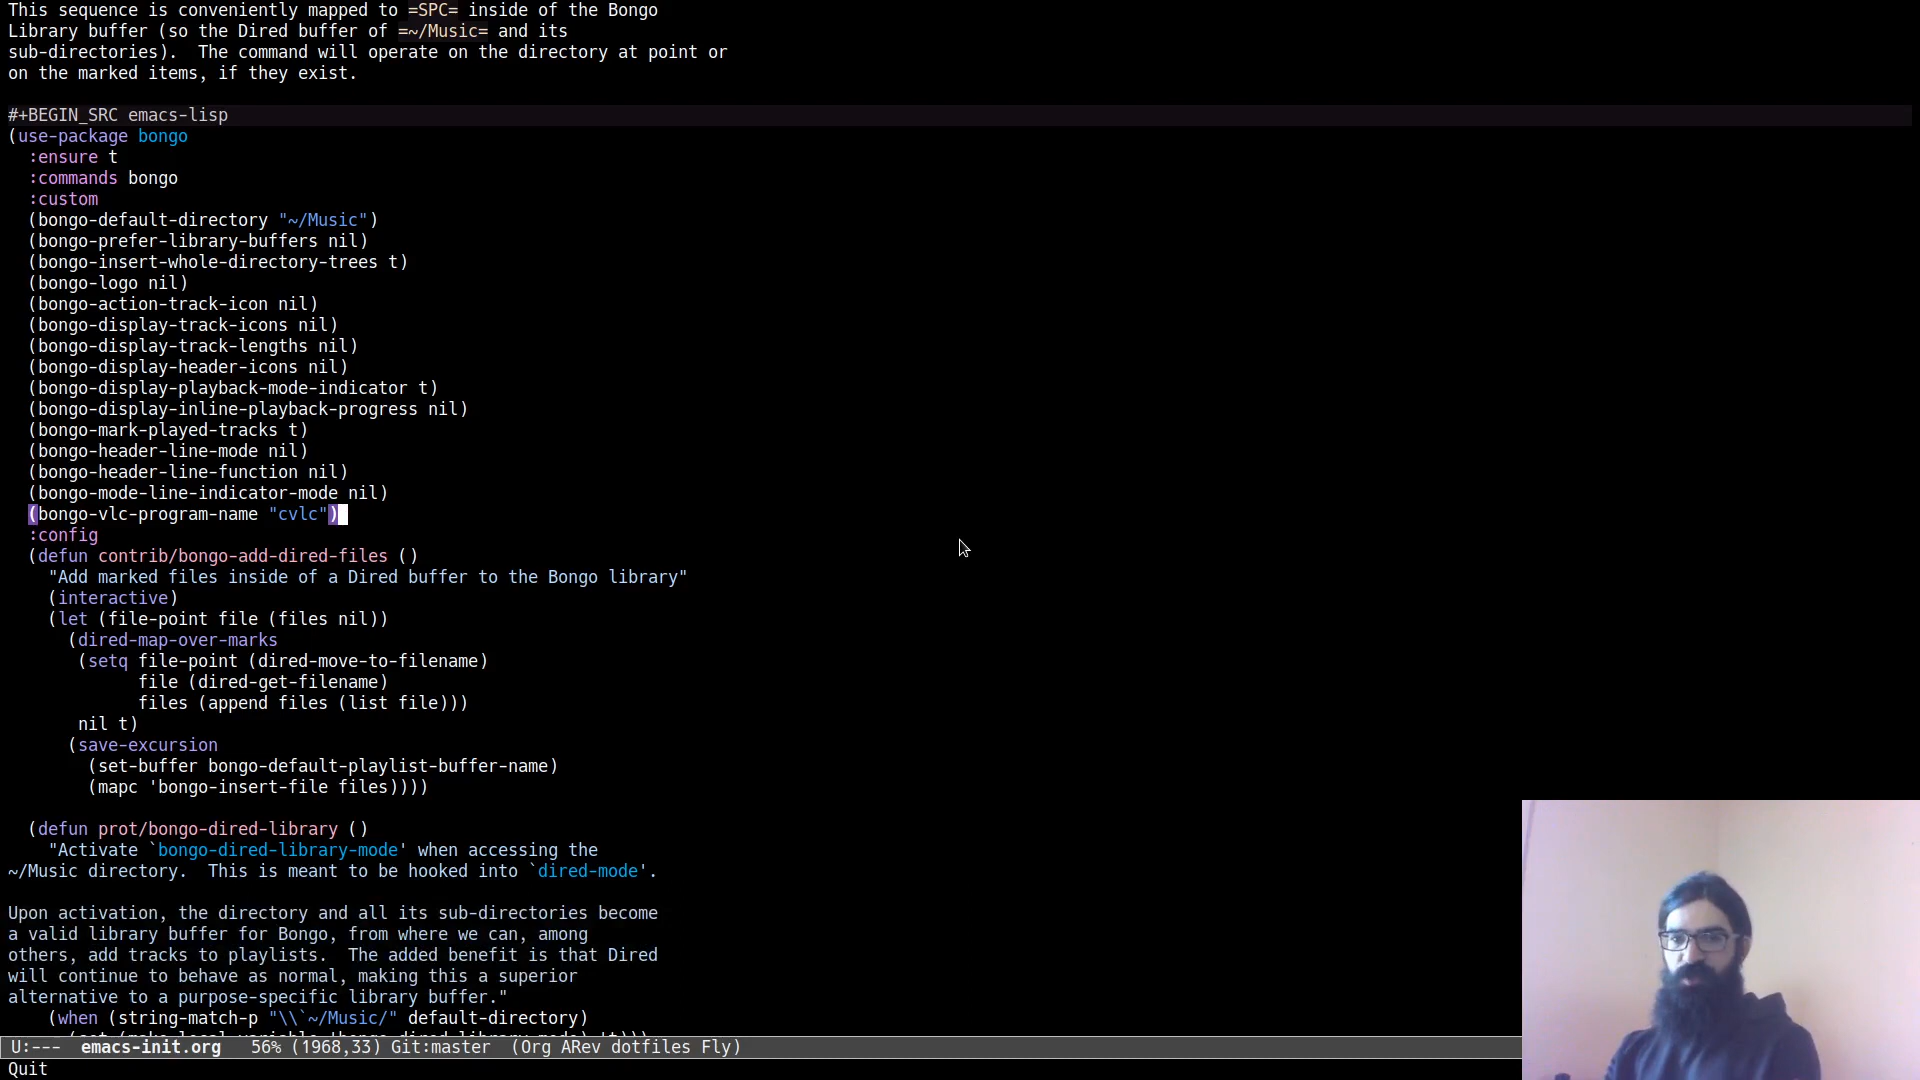 This sequence is conveniently mapped to =SPC= inside of the Bongo
Library buffer (so the Dired buffer of =~/Music= and its
sub-directories).  The command will operate on the directory at point or
on the marked items, if they exist.

#+BEGIN_SRC emacs-lisp
(use-package bongo
  :ensure t
  :commands bongo
  :custom
  (bongo-default-directory "~/Music")
  (bongo-prefer-library-buffers nil)
  (bongo-insert-whole-directory-trees t)
  (bongo-logo nil)
  (bongo-action-track-icon nil)
  (bongo-display-track-icons nil)
  (bongo-display-track-lengths nil)
  (bongo-display-header-icons nil)
  (bongo-display-playback-mode-indicator t)
  (bongo-display-inline-playback-progress nil)
  (bongo-mark-played-tracks t)
  (bongo-header-line-mode nil)
  (bongo-header-line-function nil)
  (bongo-mode-line-indicator-mode nil)
  (bongo-vlc-program-name "cvlc")
  :config
  (defun contrib/bongo-add-dired-files ()
    "Add marked files inside of a Dired buffer to the Bongo library"
    (interactive)
    (let (file-point file (files nil))
      (dired-map-over-marks
       (setq file-point (dired-move-to-filename)
             file (dired-get-filename)
             files (append files (list file)))
       nil t)
      (save-excursion
        (set-buffer bongo-default-playlist-buffer-name)
        (mapc 'bongo-insert-file files))))

  (defun prot/bongo-dired-library ()
    "Activate `bongo-dired-library-mode' when accessing the
~/Music directory.  This is meant to be hooked into `dired-mode'.

Upon activation, the directory and all its sub-directories become
a valid library buffer for Bongo, from where we can, among
others, add tracks to playlists.  The added benefit is that Dired
will continue to behave as normal, making this a superior
alternative to a purpose-specific library buffer."
    (when (string-match-p "\\`~/Music/" default-directory)
U:---  emacs-init.org   56% (1968,33) Git:master  (Org ARev dotfiles Fly)
Quit